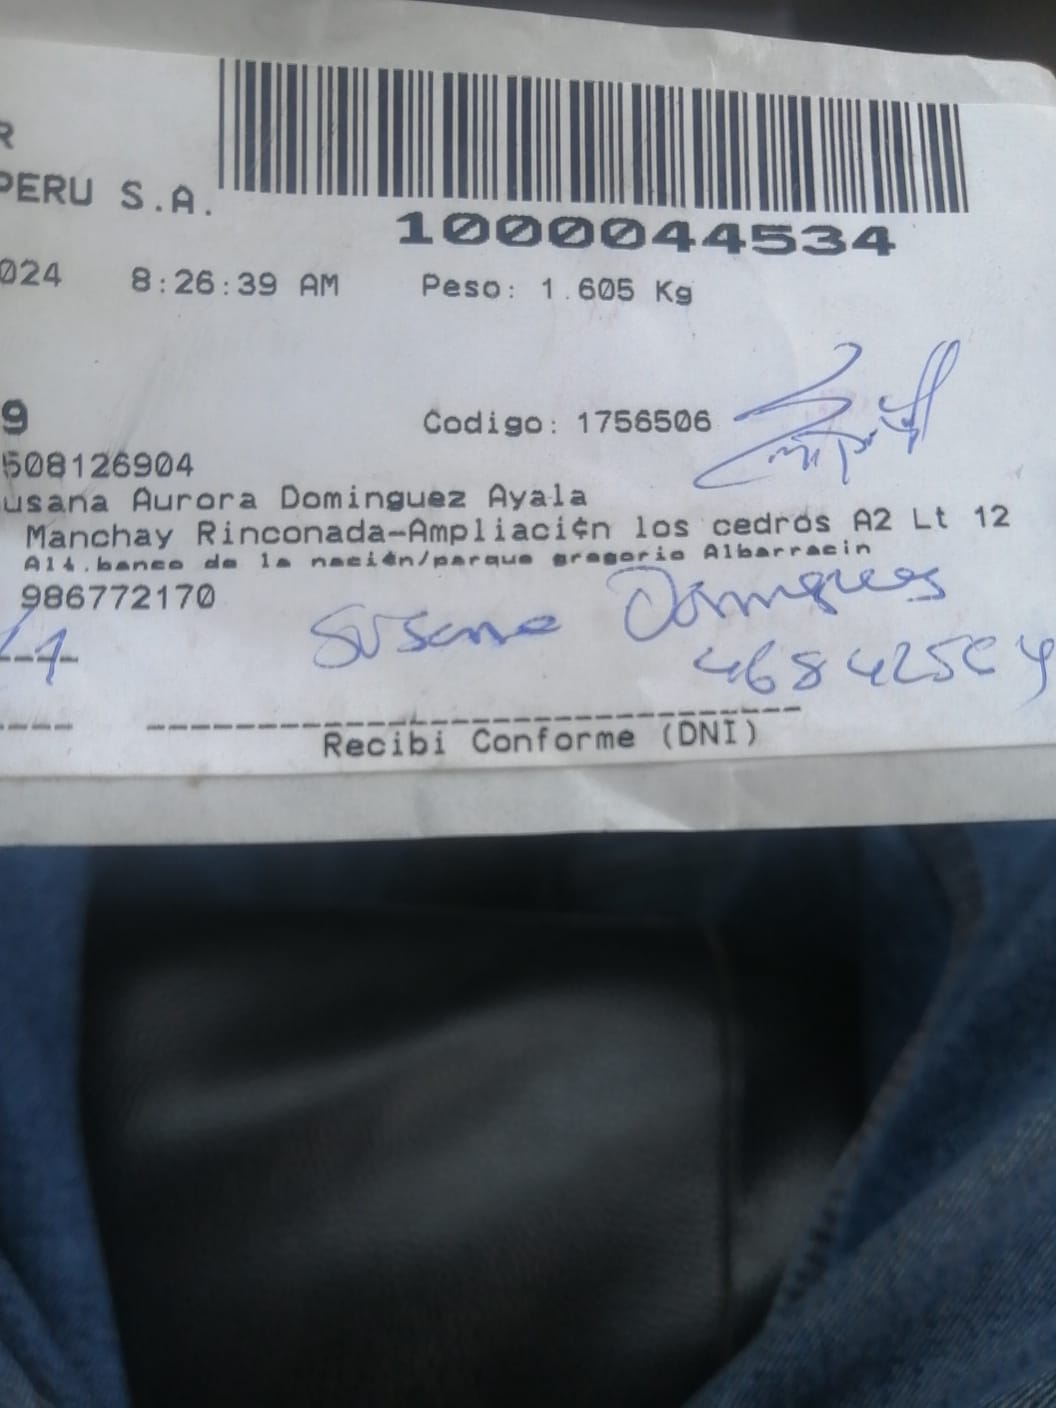 R
PERU S.A.
1000044534
024 8:26:39 AM Peso: 1.605 Kg
9 Codigo: 1756506
508126904
usana Aurora Dominguez Ayala
Manchay Rinconada-Ampliaci¢n los cedros A2 Lt 12
Alt.banco de la naci¢n/parque gregorio Albarracin
986772170
Susana Domingues
Recibi Conforme (DNI)